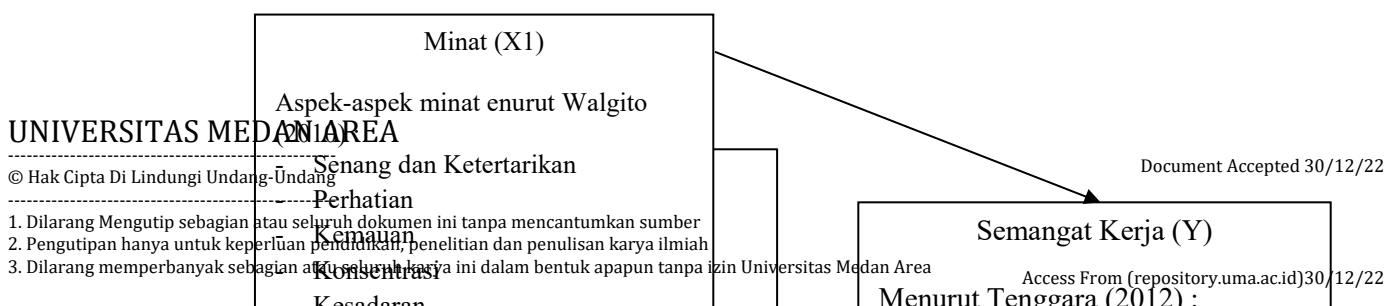 Minat (X1)
Aspek-aspek minat enurut Walgito
(2010) :
- Senang dan Ketertarikan
- Perhatian
- Kemauan
- Konsentrasi
- Kesadaran
Semangat Kerja (Y)
Menurut Tenggara (2012) :
UNIVERSITAS MEDAN AREA
© Hak Cipta Di Lindungi Undang-Undang
Document Accepted 30/12/22
1. Dilarang Mengutip sebagian atau seluruh dokumen ini tanpa mencantumkan sumber
2. Pengutipan hanya untuk keperluan pendidikan, penelitian dan penulisan karya ilmiah
3. Dilarang memperbanyak sebagian atau seluruh karya ini dalam bentuk apapun tanpa izin Universitas Medan Area
Access From (repository.uma.ac.id)30/12/22